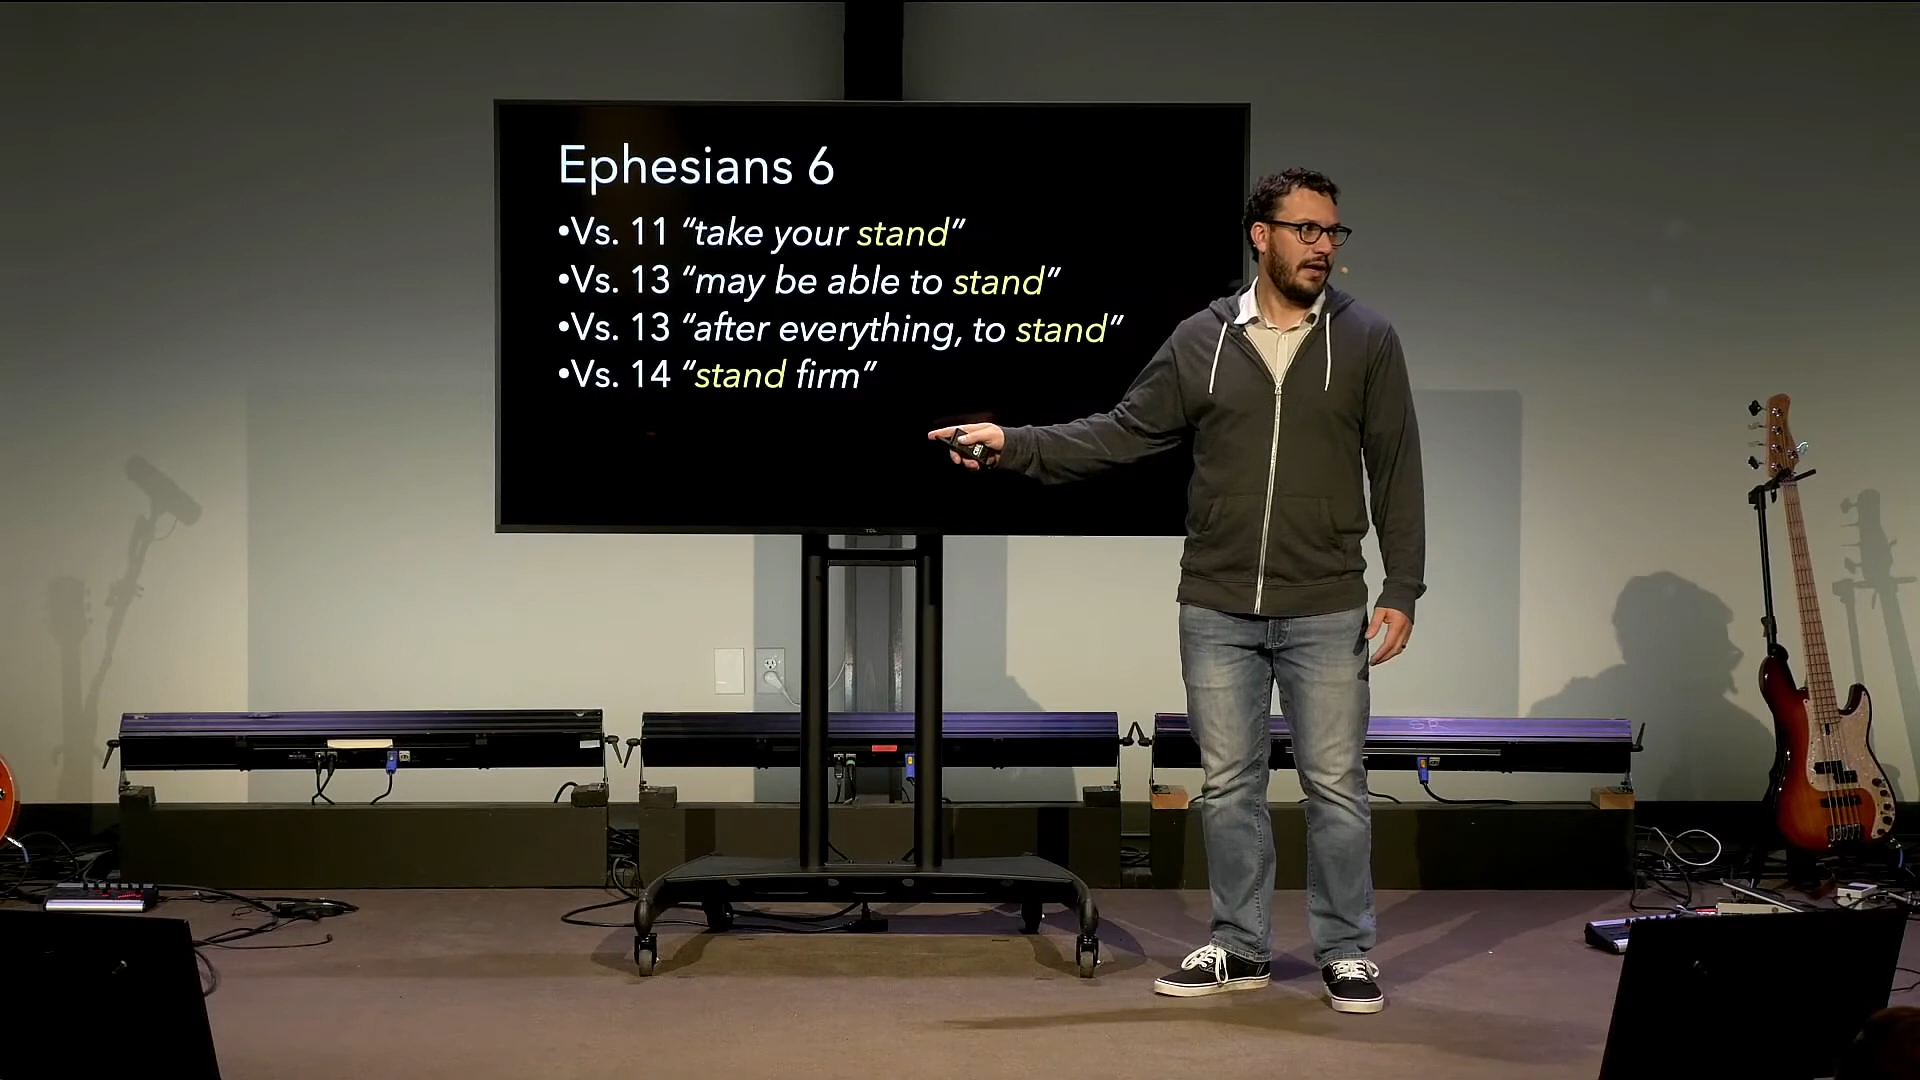 Ephesians 6
•Vs. 11 “take your stand”
•Vs. 13 “may be able to stand”
•Vs. 13 “after everything, to stand”
•Vs. 14 “stand firm”
TCL